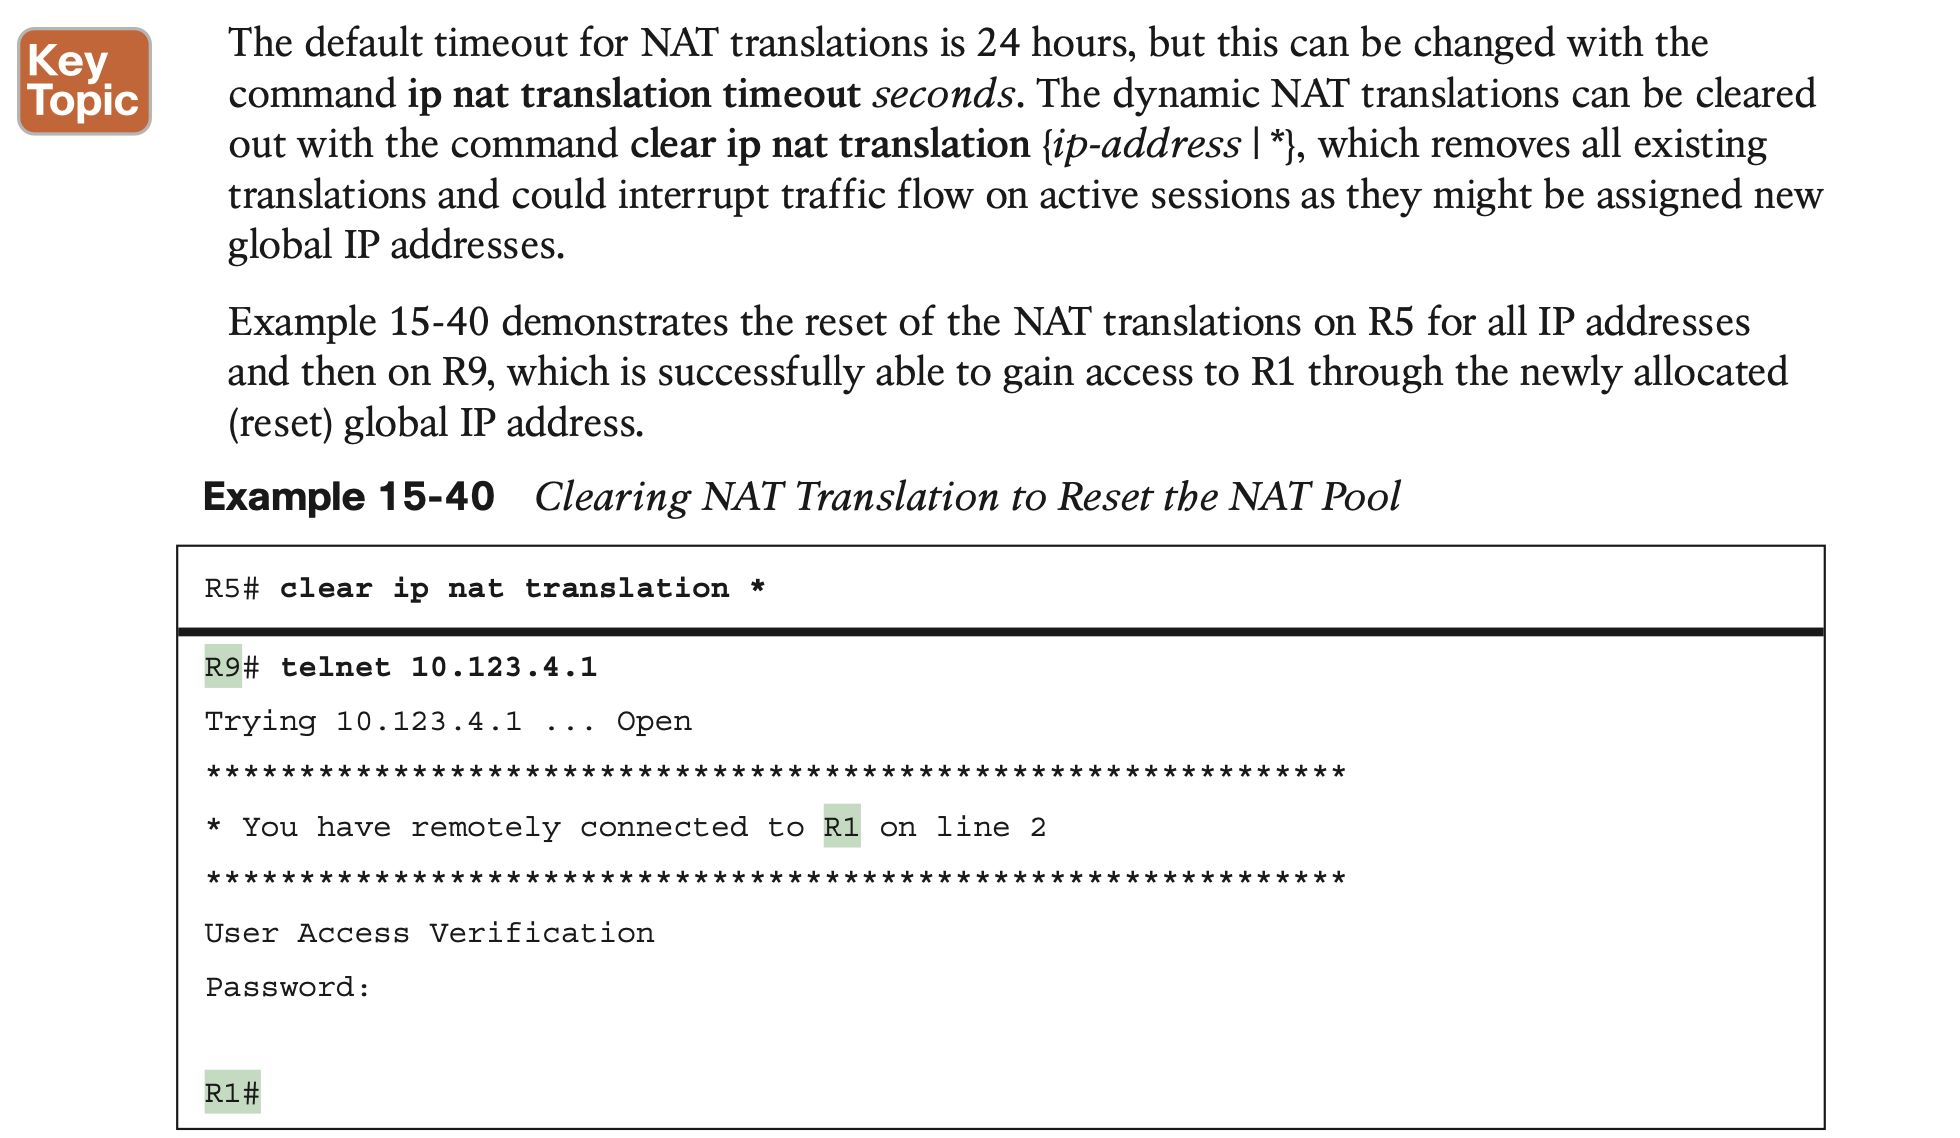 Key
Topic
The default timeout for NAT translations is 24 hours, but this can be changed with the
command ip nat translation timeout seconds. The dynamic NAT translations can be cleared
out with the command clear ip nat translation {ip-address | *}, which removes all existing
translations and could interrupt traffic flow on active sessions as they might be assigned new
global IP addresses.
Example 15-40 demonstrates the reset of the NAT translations on R5 for all IP addresses
and then on R9, which is successfully able to gain access to R1 through the newly allocated
(reset) global IP address.
Example 15-40 Clearing NAT Translation to Reset the NAT Pool
R5# clear ip nat translation *
R9# telnet 10.123.4.1
Trying 10.123.4.1 ... Open
*************************************************************
* You have remotely connected to R1 on line 2
*************************************************************
User Access Verification
Password:
R1#